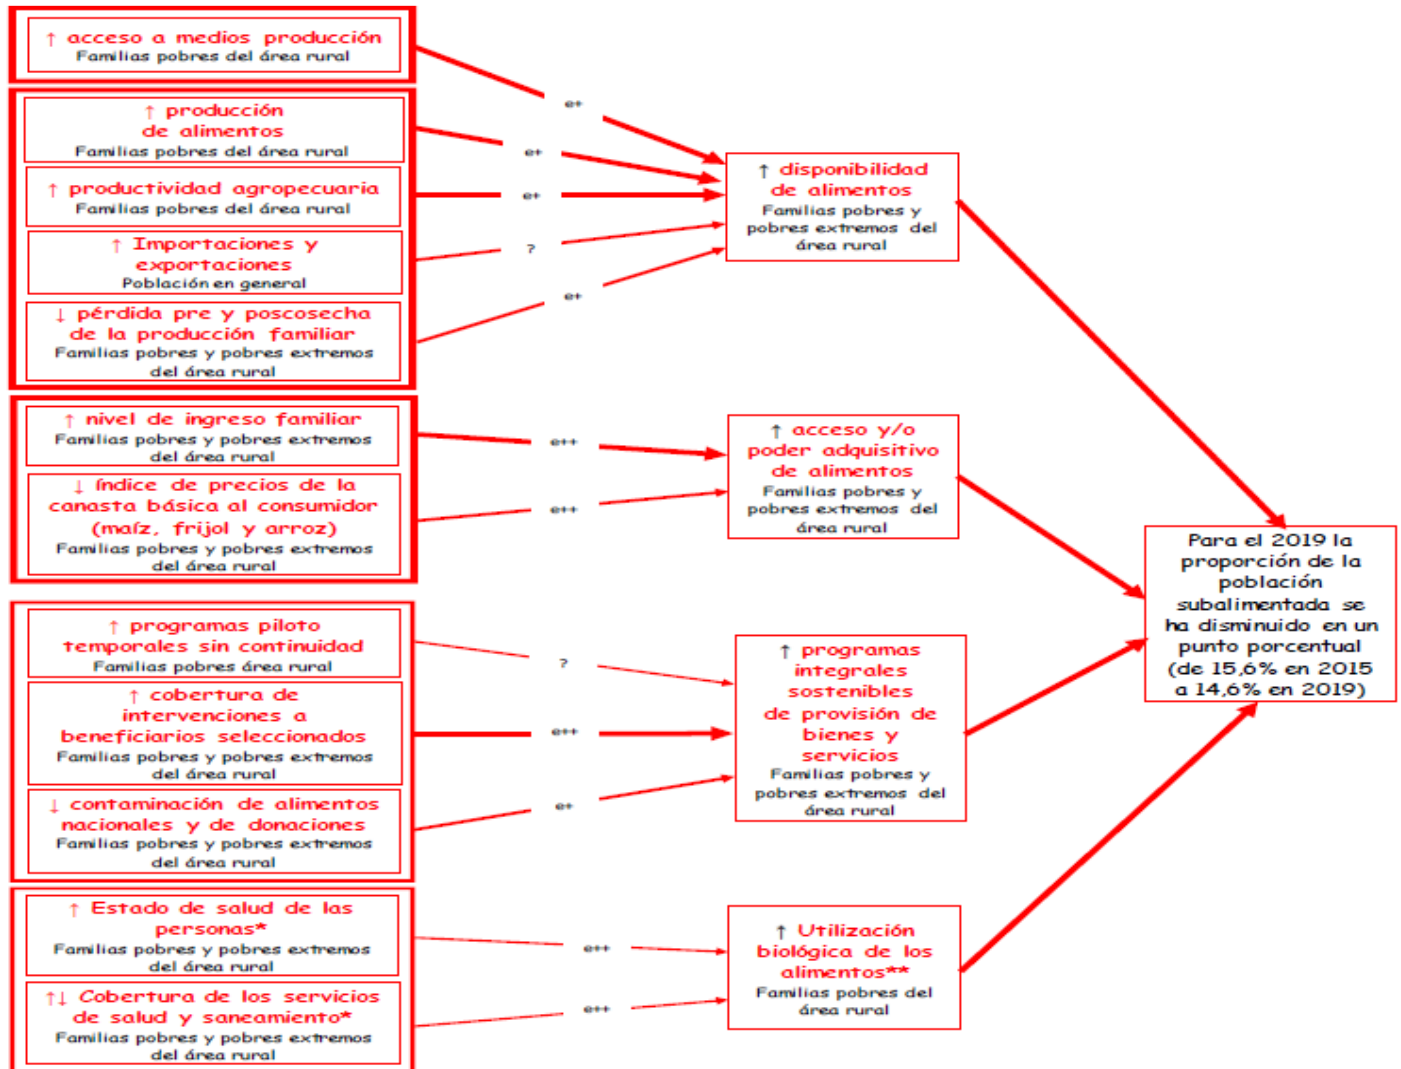 ↑ acceso a medios producción
Familias pobres del área rural
↑ producción
de alimentos
Familias pobres del área rural
↑ productividad agropecuaria
Familias pobres del área rural
↑ Importaciones y
exportaciones
Población en general
↓ pérdida pre y poscosecha
de la producción familiar
Familias pobres y pobres extremos
del área rural
e+
e+
e+
?
e+
↑ disponibilidad
de alimentos
Familias pobres y
pobres extremos del
área rural
↑ nivel de ingreso familiar
Familias pobres y pobres extremos
del área rural
↓ índice de precios de la
canasta básica al consumidor
(maíz, frijol y arroz)
Familias pobres y pobres extremos
del área rural
e++
e++
↑ acceso y/o
poder adquisitivo
de alimentos
Familias pobres y
pobres extremos del
área rural
↑ programas piloto
temporales sin continuidad
Familias pobres área rural
↑ cobertura de
intervenciones a
beneficiarios seleccionados
Familias pobres y pobres extremos
del área rural
↓ contaminación de alimentos
nacionales y de donaciones
Familias pobres y pobres extremos
del área rural
?
e++
e+
↑ programas
integrales
sostenibles
de provisión de
bienes y
servicios
Familias pobres y
pobres extremos del
área rural
↑ Estado de salud de las
personas*
Familias pobres y pobres extremos
del área rural
↑↓ Cobertura de los servicios
de salud y saneamiento*
Familias pobres y pobres extremos
del área rural
e++
e++
↑ Utilización
biológica de los
alimentos**
Familias pobres del
área rural
Para el 2019 la
proporción de la
población
subalimentada se
ha disminuido en un
punto porcentual
(de 15,6% en 2015
a 14,6% en 2019)